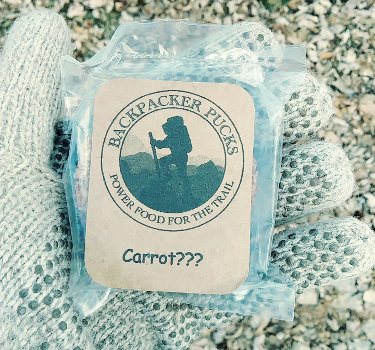 BACKPACKER PUCKS
POWER FOOD FOR THE TRAIL
Carrot???